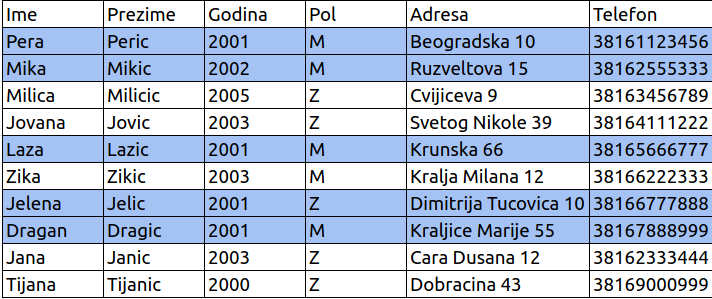 Ime Prezime Godina Pol Adresa Telefon
Pera Peric 2001 M Beogradska 10 38161123456
Mika Mikic 2002 M Ruzveltova 15 38162555333
Milica Milicic 2005 Z Cvijiceva 9 38163456789
Jovana Jovic 2003 Z Svetog Nikole 39 38164111222
Laza Lazic 2001 M Krunska 66 38165666777
Zika Zikic 2003 M Kralja Milana 12 38166222333
Jelena Jelic 2001 Z Dimitrija Tucovica 10 38166777888
Dragan Dragic 2001 M Kraljice Marije 55 38167888999
Jana Janic 2003 Z Cara Dusana 12 38162333444
Tijana Tijanic 2000 Z Dobracina 43 38169000999